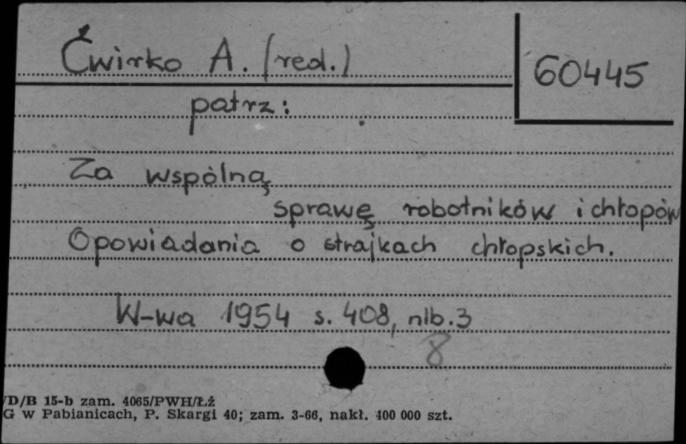 Ćwirko A. (red.)
60445
patrz:
Za wspólną
sprawę robotników i chłopów
Opowiadania o strajkach chłopskich.
W-wa 1954 s. 408, nlb. 3
8
/D/B 15-b zam. 4065/PWH/Łź
G w Pabianicach, P. Skargi 40; zam. 3-66, nakł. 400 000 szt.